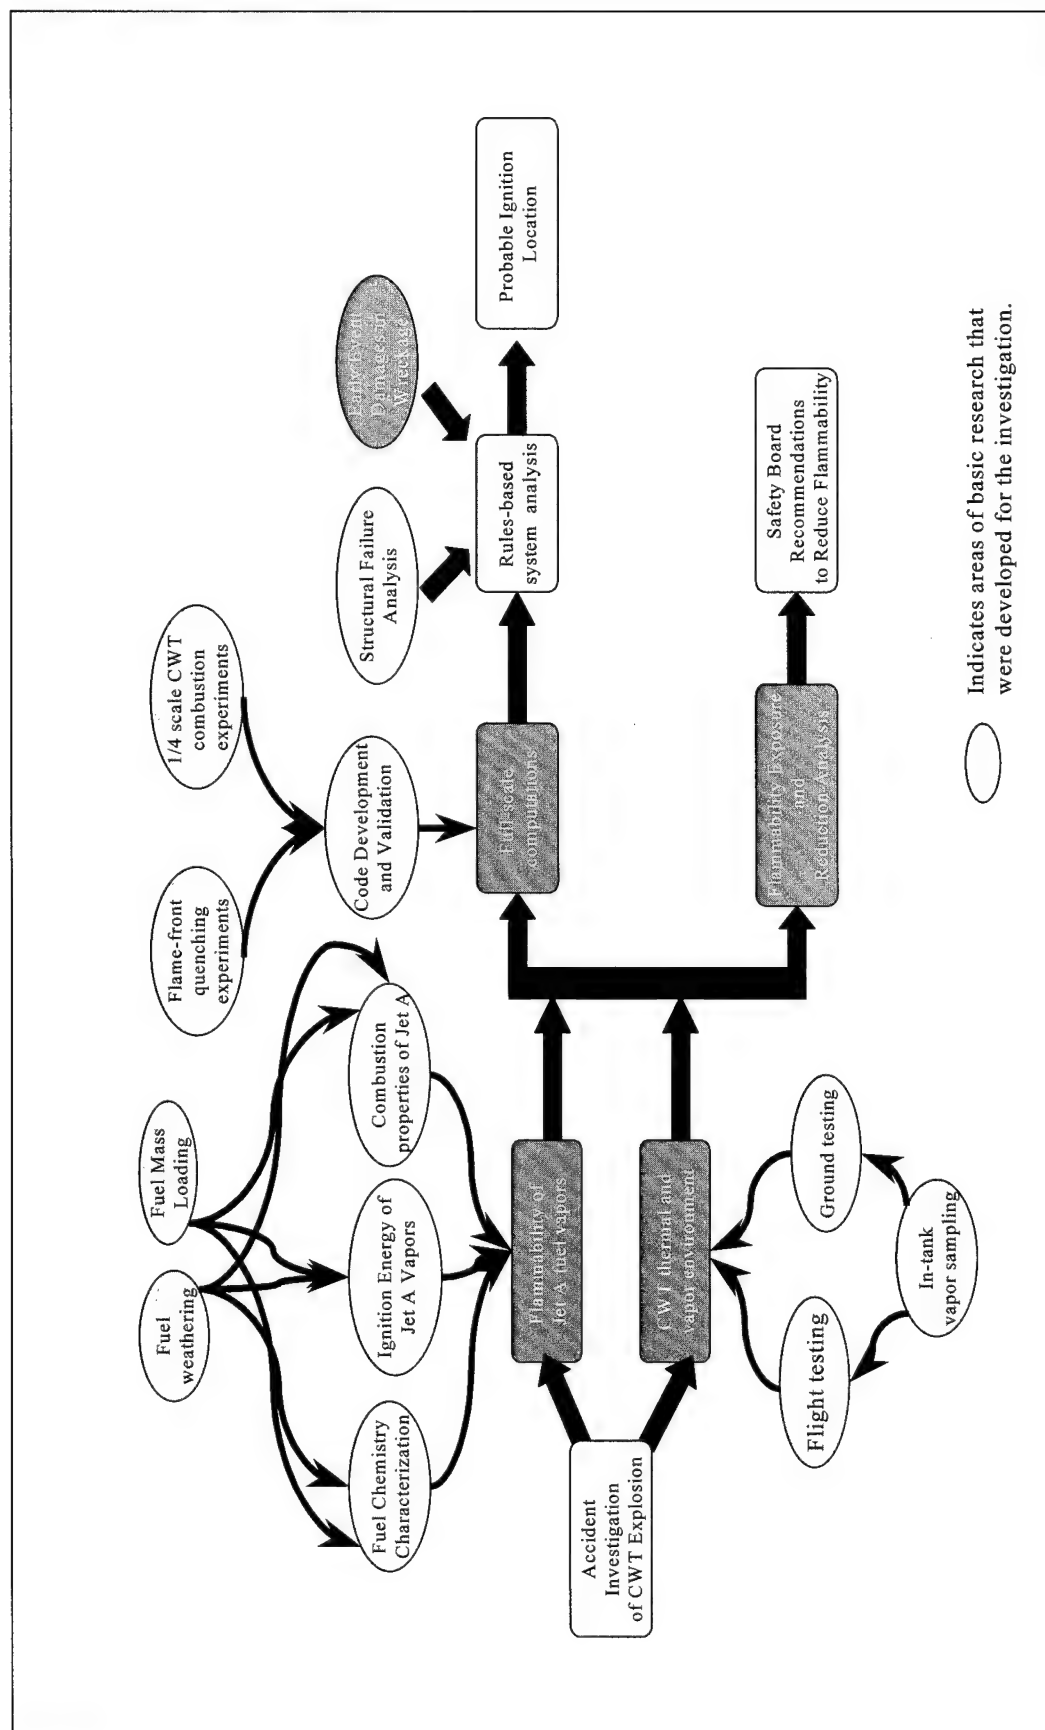 Fuel
weathering
Fuel Mass
Loading
Flame-front
quenching
experiments
1/4 scale CWT
combustion
experiments
Fuel Chemistry
Characterization
Ignition Energy of
Jet A Vapors
Combustion
properties of Jet A
Code Development
and Validation
Structural Failure
Analysis
Early Event
Damages in
Wreckage
Accident
Investigation
of CWT Explosion
Flammability of
Jet A fuel vapors
CWT thermal and
vapor environment
Full-scale
computations
Rules-based
system analysis
Probable Ignition
Location
Flammability Exposure
and
Reduction Analysis
Safety Board
Recommendations
to Reduce Flammability
Flight testing
Ground testing
In-tank
vapor sampling
Indicates areas of basic research that
were developed for the investigation.